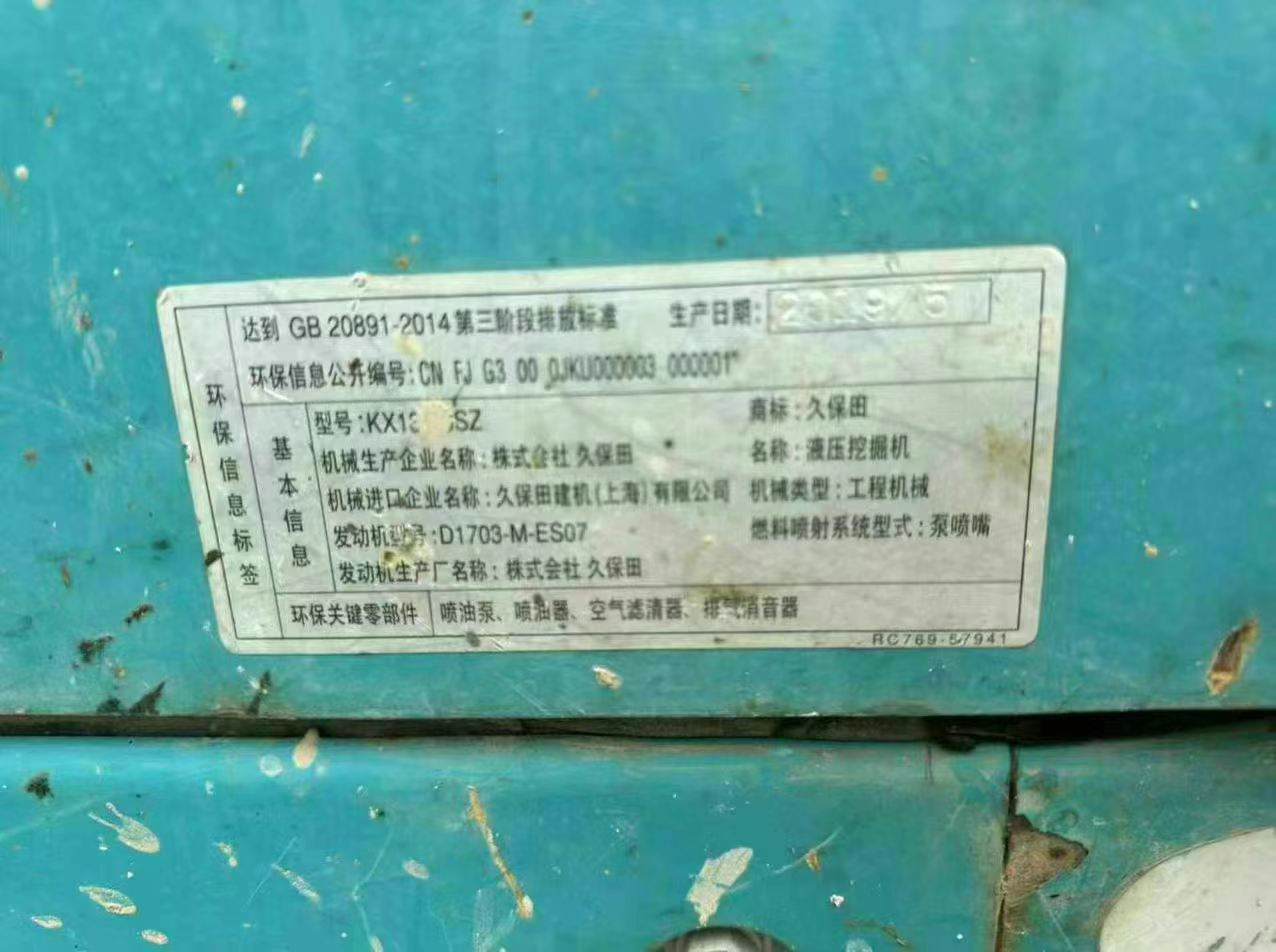 达到 GB 20891-2014 第三阶段排放标准 生产日期:
环保信息公开编号:CN FJ G3 00 0JKU000003 000001
环保信息标签
基本信息
商标:久保田
机械生产企业名称:株式会社 久保田 名称:液压挖掘机
机械进口企业名称:久保田建机(上海)有限公司 机械类型:工程机械
发动机型号:D1703-M-ES07 燃料喷射系统型式:泵喷嘴
发动机生产厂名称:株式会社 久保田
环保关键零部件 喷油泵、喷油器、空气滤清器、排气消音器
RC769-57941